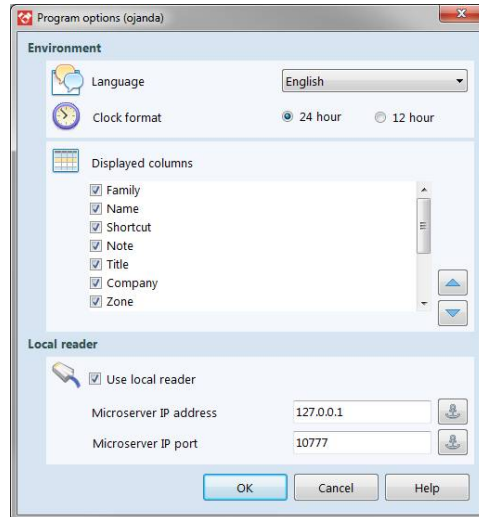 Program options (ojanda)
Environment
Language English
Clock format 24 hour 12 hour
Displayed columns
Family
Name
Shortcut
Note
Title
Company
Zone
Local reader
Use local reader
Microserver IP address 127.0.0.1
Microserver IP port 10777
OK Cancel Help